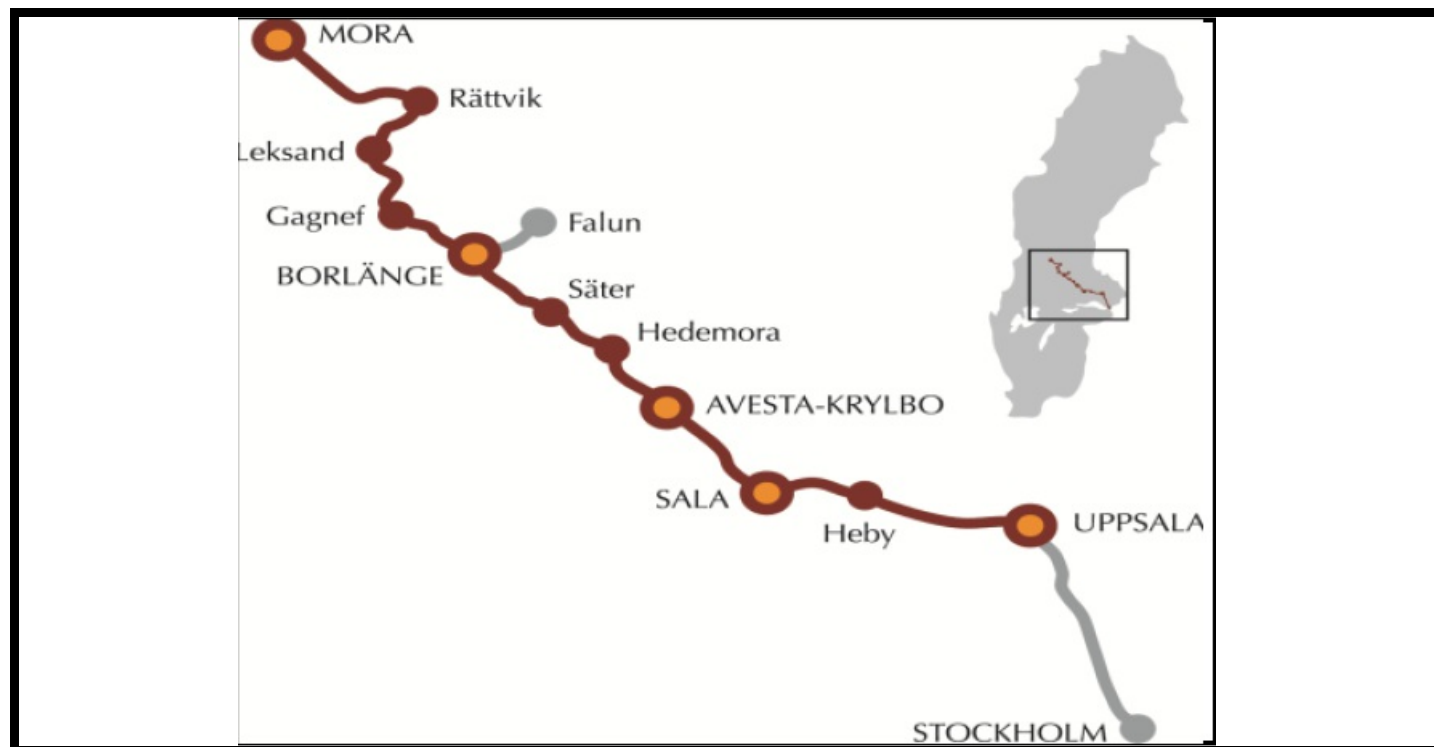 MORA
Rättvik
Leksand
Gagnef
Falun
BORLÄNGE
Säter
Hedemora
AVESTA-KRYLBO
SALA
Heby
UPPSALA
STOCKHOLM